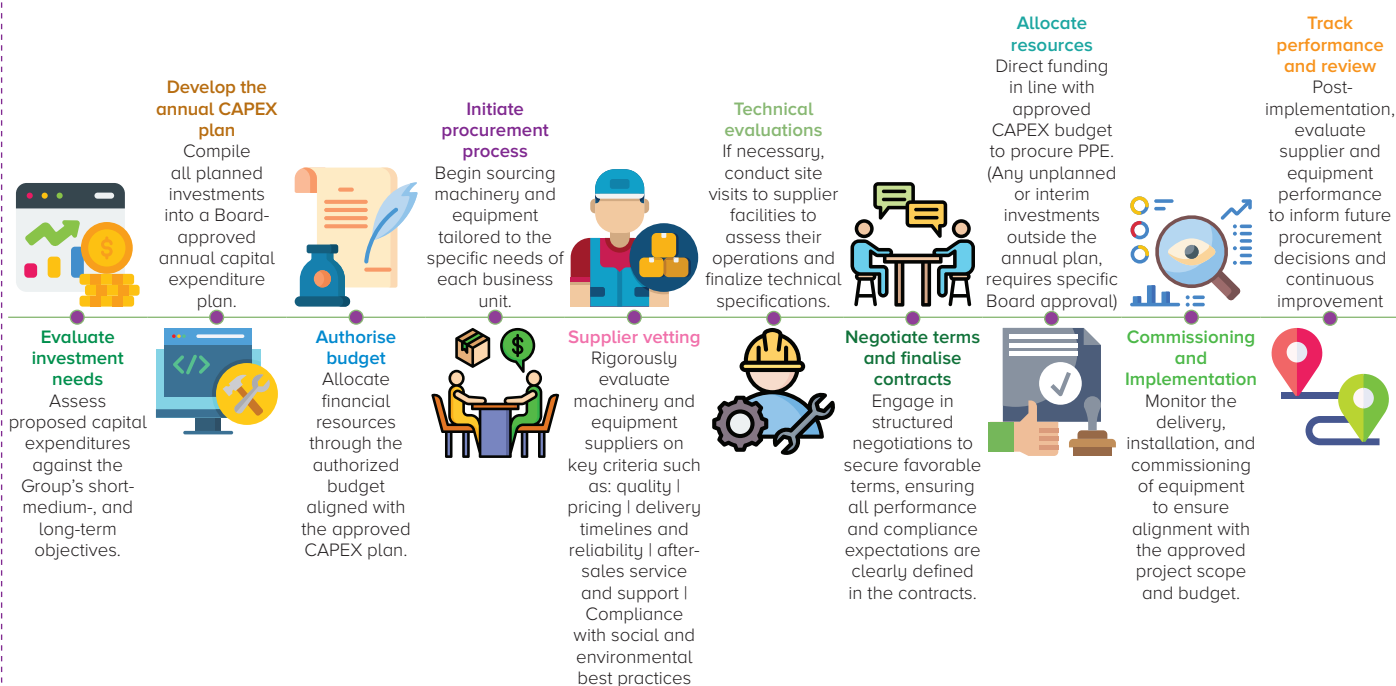 Evaluate
investment
needs
Assess
proposed capital
expenditures
against the
Group’s short-
medium-, and
long-term
objectives.
Develop the
annual CAPEX
plan
Compile
all planned
investments
into a Board-
approved
annual capital
expenditure
plan.
Authorise
budget
Allocate
financial
resources
through the
authorized
budget
aligned with
the approved
CAPEX plan.
Initiate
procurement
process
Begin sourcing
machinery and
equipment
tailored to the
specific needs of
each business
unit.
Supplier vetting
Rigorously
evaluate
machinery and
equipment
suppliers on
key criteria such
as: quality |
pricing | delivery
timelines and
reliability | after-
sales service
and support |
Compliance
with social and
environmental
best practices
Technical
evaluations
If necessary,
conduct site
visits to supplier
facilities to
assess their
operations and
finalize technical
specifications.
Negotiate terms
and finalise
contracts
Engage in
structured
negotiations to
secure favorable
terms, ensuring
all performance
and compliance
expectations are
clearly defined
in the contracts.
Allocate
resources
Direct funding
in line with
approved
CAPEX budget
to procure PPE.
(Any unplanned
or interim
investments
outside the
annual plan,
requires specific
Board approval)
Commissioning
and
Implementation
Monitor the
delivery,
installation, and
commissioning
of equipment
to ensure
alignment with
the approved
project scope
and budget.
Track
performance
and review
Post-
implementation,
evaluate
supplier and
equipment
performance
to inform future
procurement
decisions and
continuous
improvement